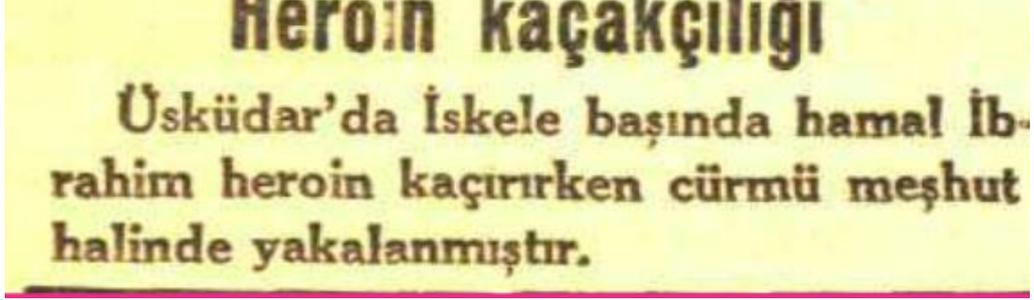 Heroin kaçakçılığı
Üsküdar'da İskele başında hamal İb-
rahim heroin kaçırırken cürmü meşhut
halinde yakalanmıştır.